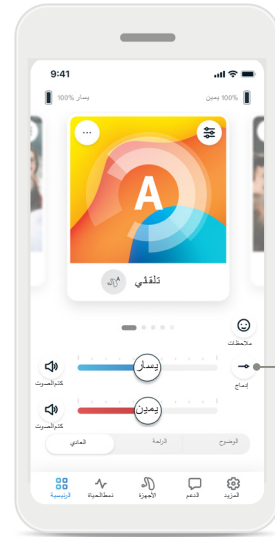 9:41
100% يمين
يسار 100%
A
تلقائي
A
ملاحظات
يسار
كتم الصوت
إدماج
يمين
كتم الصوت
الوضوح
الراحة
العادي
المزيد
الدعم
الأجهزة
نمط الحياة
الرئيسية